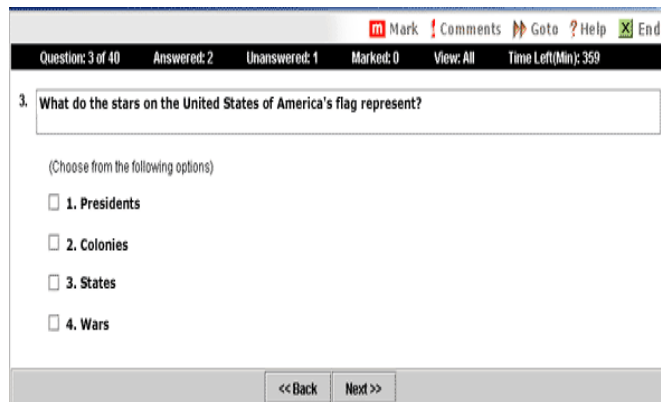 m Mark ! Comments Goto ? Help X End
Question: 3 of 40 Answered: 2 Unanswered: 1 Marked: 0 View: All Time Left(Min): 359
3. What do the stars on the United States of America's flag represent?
(Choose from the following options)
1. Presidents
2. Colonies
3. States
4. Wars
<< Back Next >>